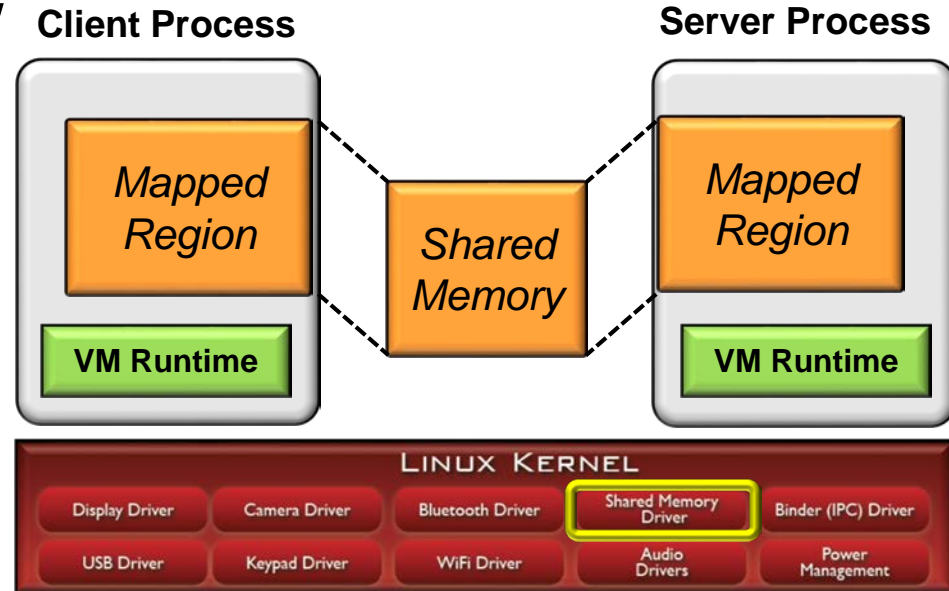 Client Process
Server Process
Mapped
Region
Shared
Memory
Mapped
Region
VM Runtime
VM Runtime
LINUX KERNEL
Display Driver
Camera Driver
Bluetooth Driver
Shared Memory
Driver
Binder (IPC) Driver
USB Driver
Keypad Driver
WiFi Driver
Audio
Drivers
Power
Management